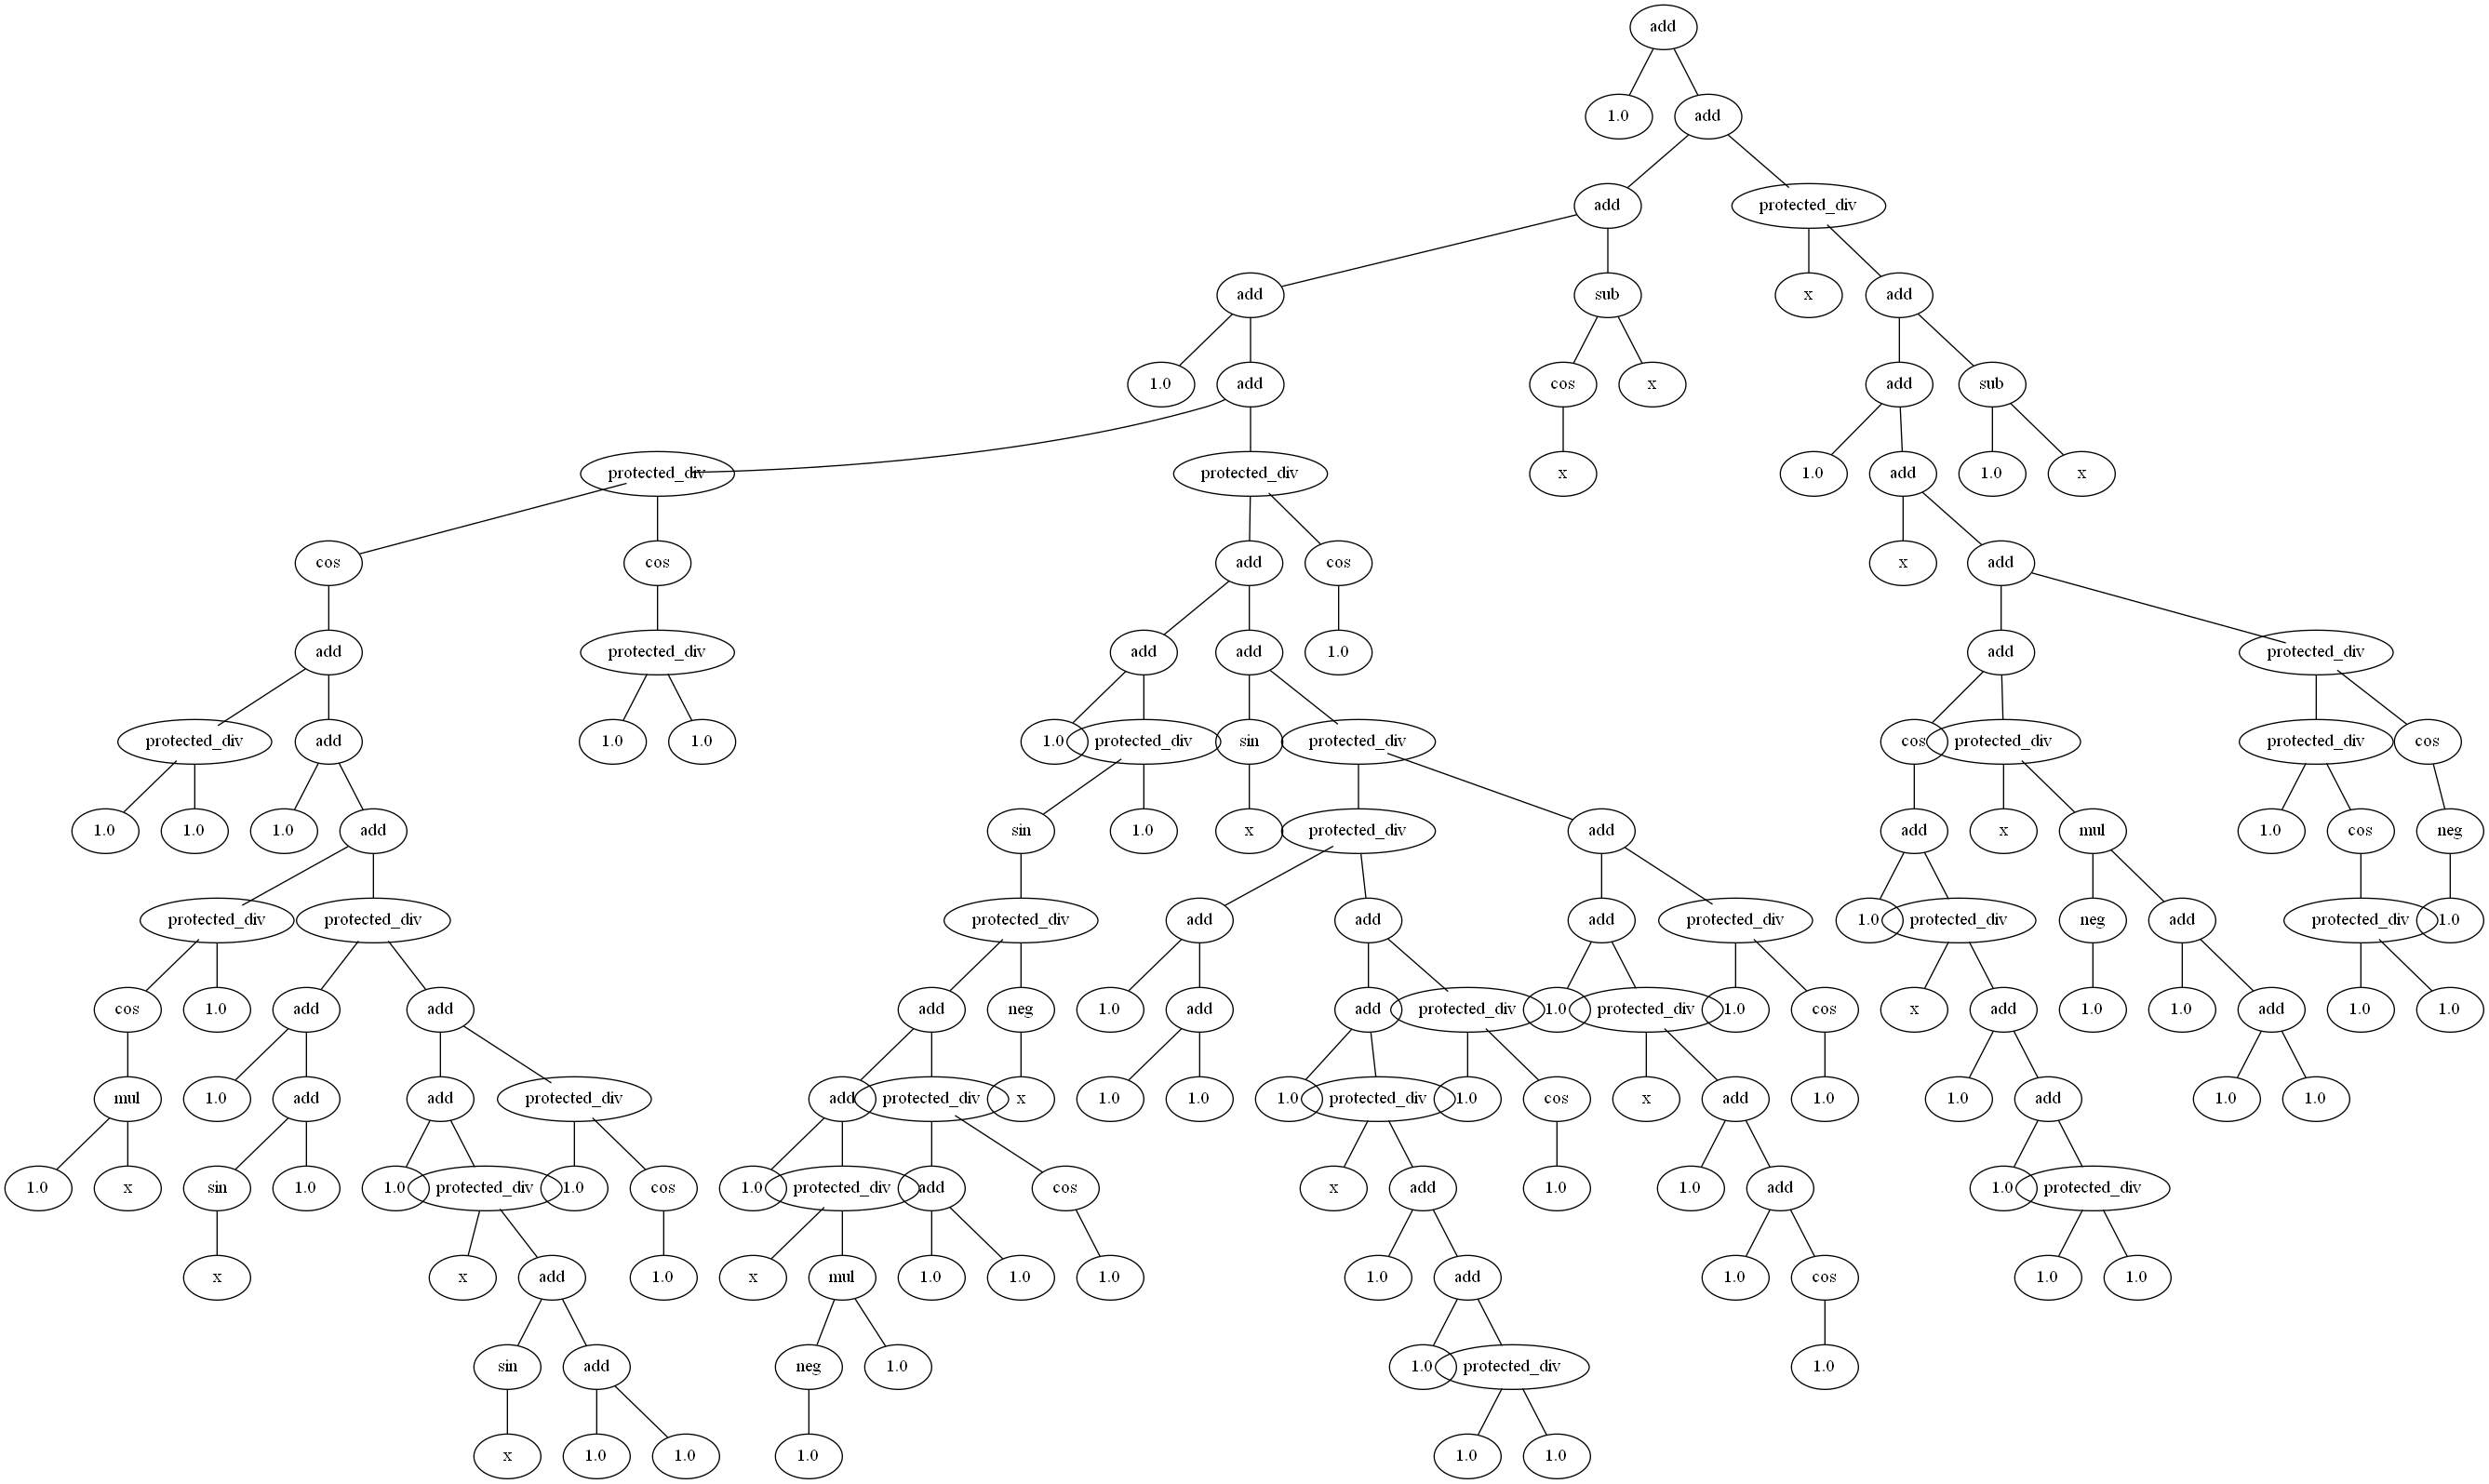 add
1.0 add
add protected_div
add sub x add
1.0 add cos x add sub
protected_div protected_div x 1.0 add 1.0 x
cos cos add cos x add
add protected_div add add 1.0 add protected_div
protected_div add 1.0 1.0 1.0 protected_div sin protected_div cos protected_div protected_div cos
1.0 1.0 1.0 add sin 1.0 x protected_div add add x mul 1.0 cos neg
protected_div protected_div protected_div add add add protected_div 1.0 protected_div neg add protected_div 1.0
cos 1.0 add add add neg 1.0 add add protected_div 1.0 protected_div 1.0 cos x add 1.0 1.0 add 1.0 1.0
mul 1.0 add add protected_div add protected_div x 1.0 1.0 1.0 protected_div 1.0 cos x add 1.0 1.0 add 1.0 1.0
1.0 x sin 1.0 1.0 protected_div 1.0 cos 1.0 protected_div add cos x add 1.0 1.0 add 1.0 protected_div
x x add 1.0 x mul 1.0 1.0 1.0 1.0 add 1.0 cos 1.0 1.0
sin add neg 1.0 1.0 protected_div 1.0
x 1.0 1.0 1.0 1.0 1.0